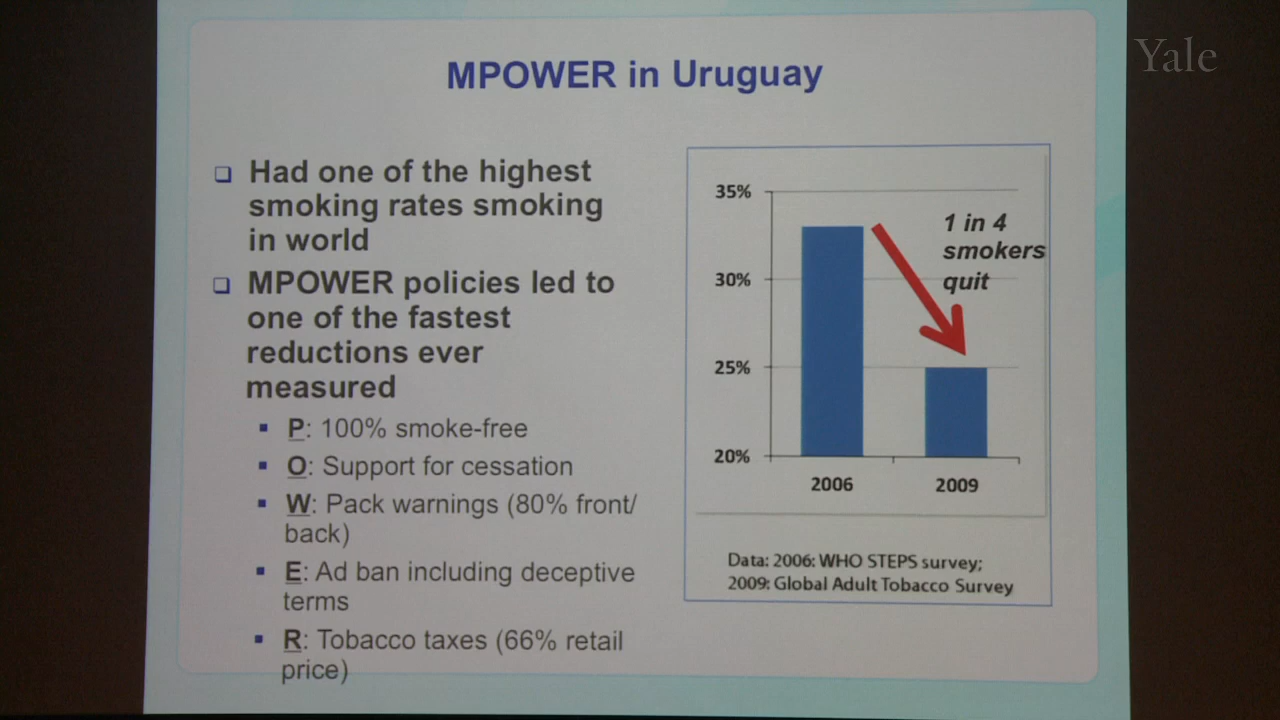 Yale
MPOWER in Uruguay
Had one of the highest
smoking rates smoking
in world
MPOWER policies led to
one of the fastest
reductions ever
measured
P: 100% smoke-free
O: Support for cessation
W: Pack warnings (80% front/
back)
E: Ad ban including deceptive
terms
R: Tobacco taxes (66% retail
price)
35%
30%
25%
20%
1 in 4
smokers
quit
2006
2009
Data: 2006: WHO STEPS survey;
2009: Global Adult Tobacco Survey